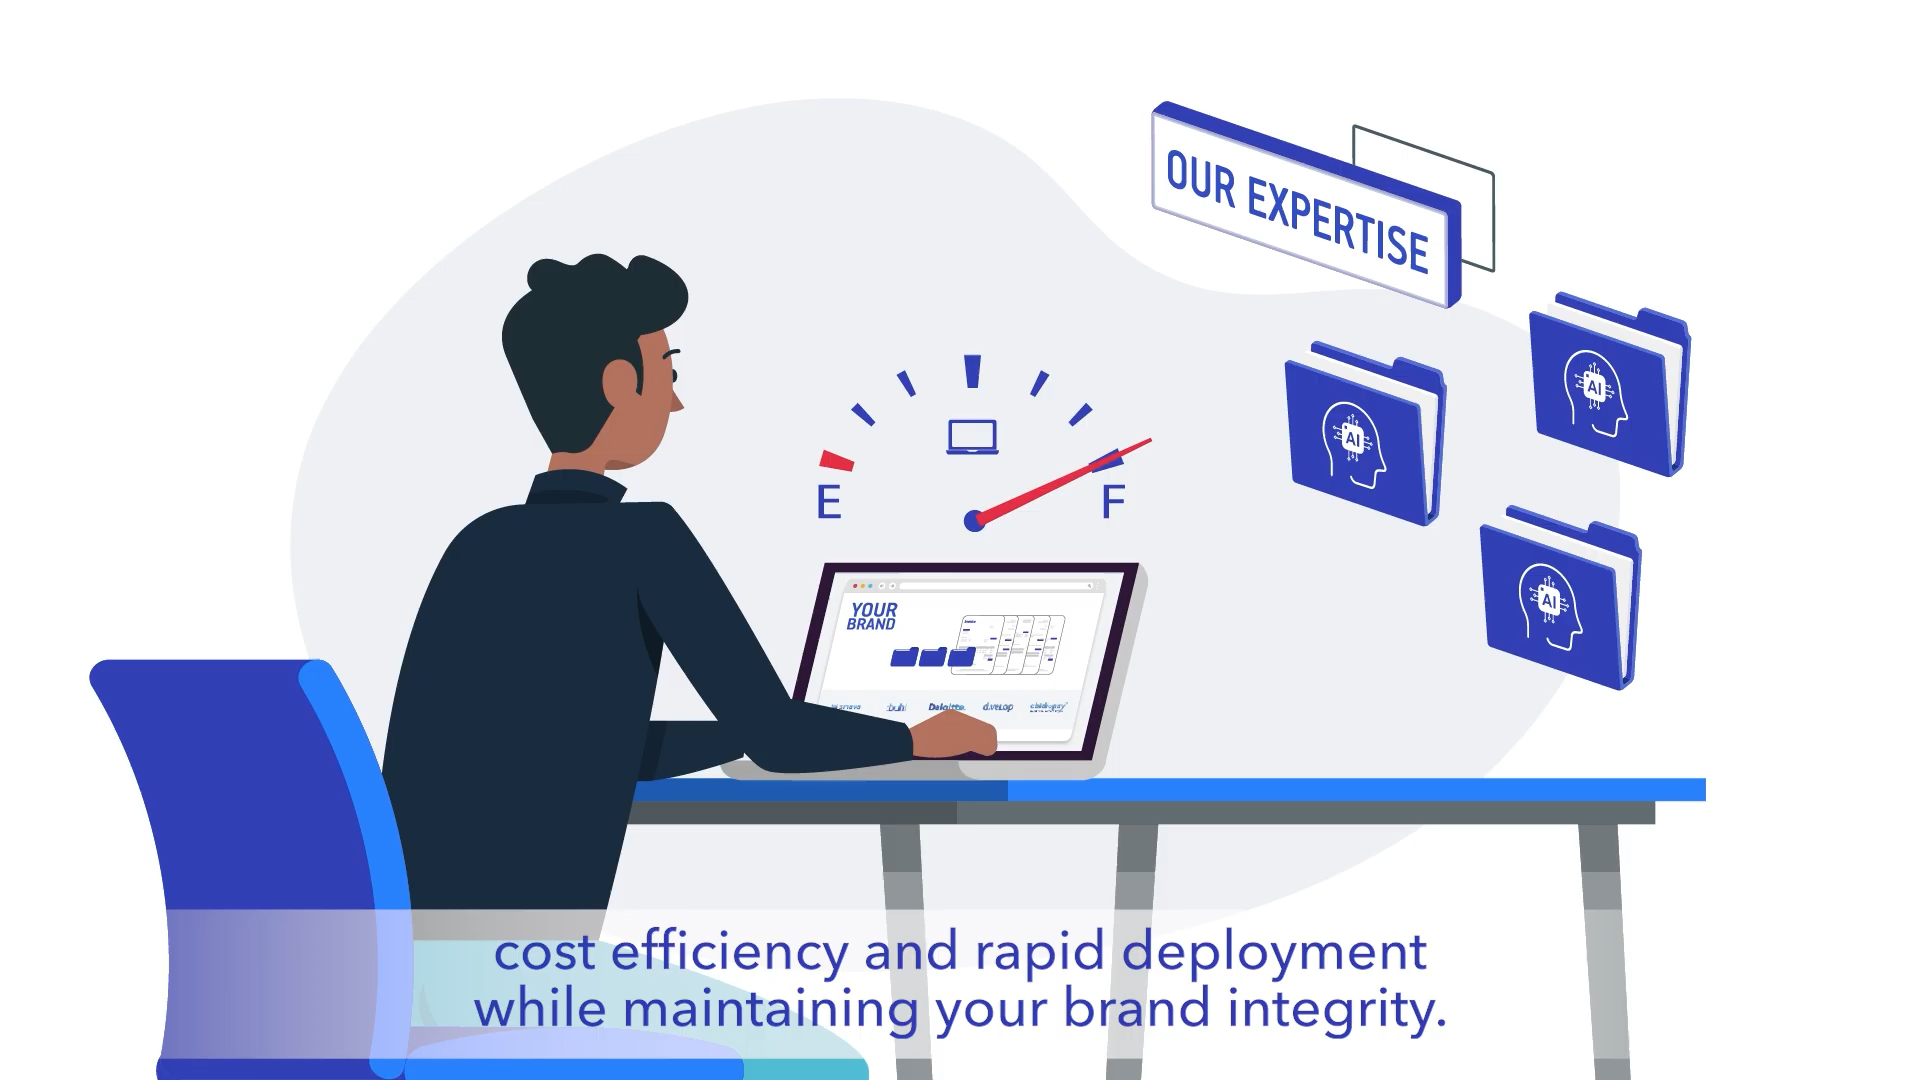 OUR EXPERTISE
AI
AI
E
F
AI
YOUR
BRAND
:buhl
Deloitte.
d.velop
cost efficiency and rapid deployment
while maintaining your brand integrity.